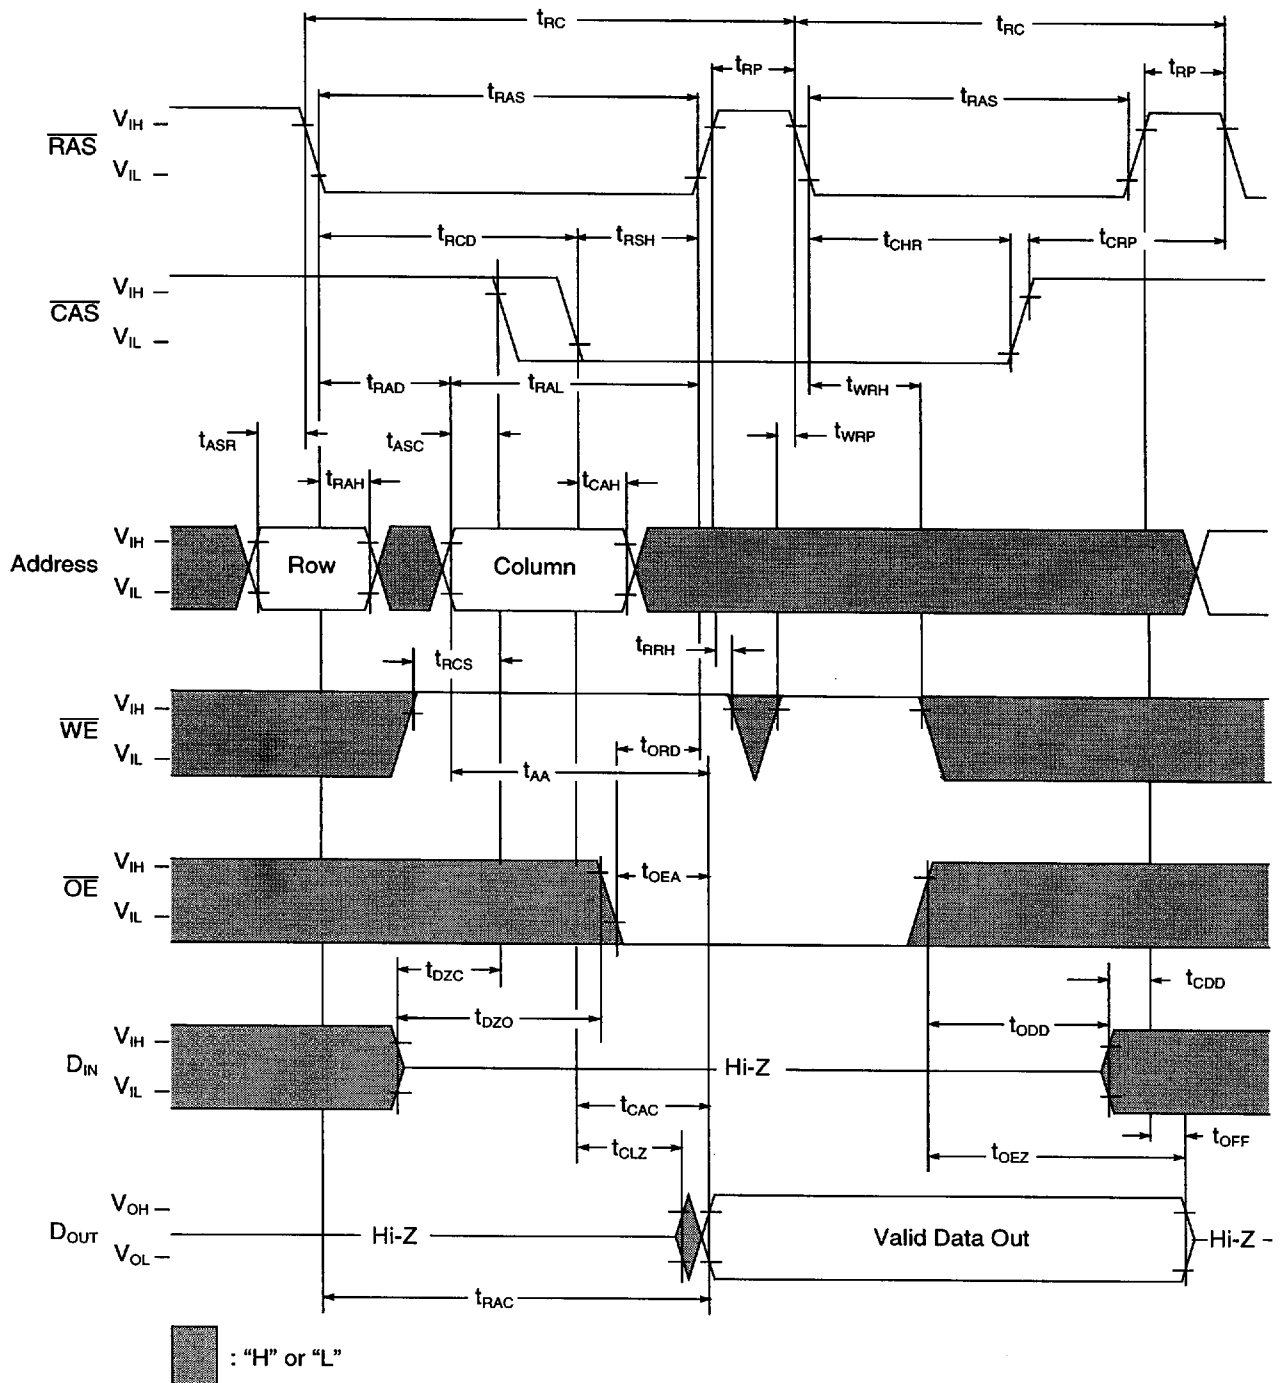 tRC tRC
tRP tRP
tRAS tRAS
RAS VIH
VIL
tRCD tRSH tCHR tCRP
CAS VIH
VIL
tRAD tRAL tWRH
tASR tASC tWRP
tRAH tCAH
Address VIH
VIL
Row Column
tRRH
tRCS
WE VIH
VIL
tORD
tAA
OE VIH
VIL
tOEA
tDZC tCDD
tDZO tODD
DIN VIH
VIL
Hi-Z
tCAC
tCLZ tOEZ tOFF
DOUT VOH
VOL
Hi-Z Valid Data Out Hi-Z
tRAC
: “H” or “L”